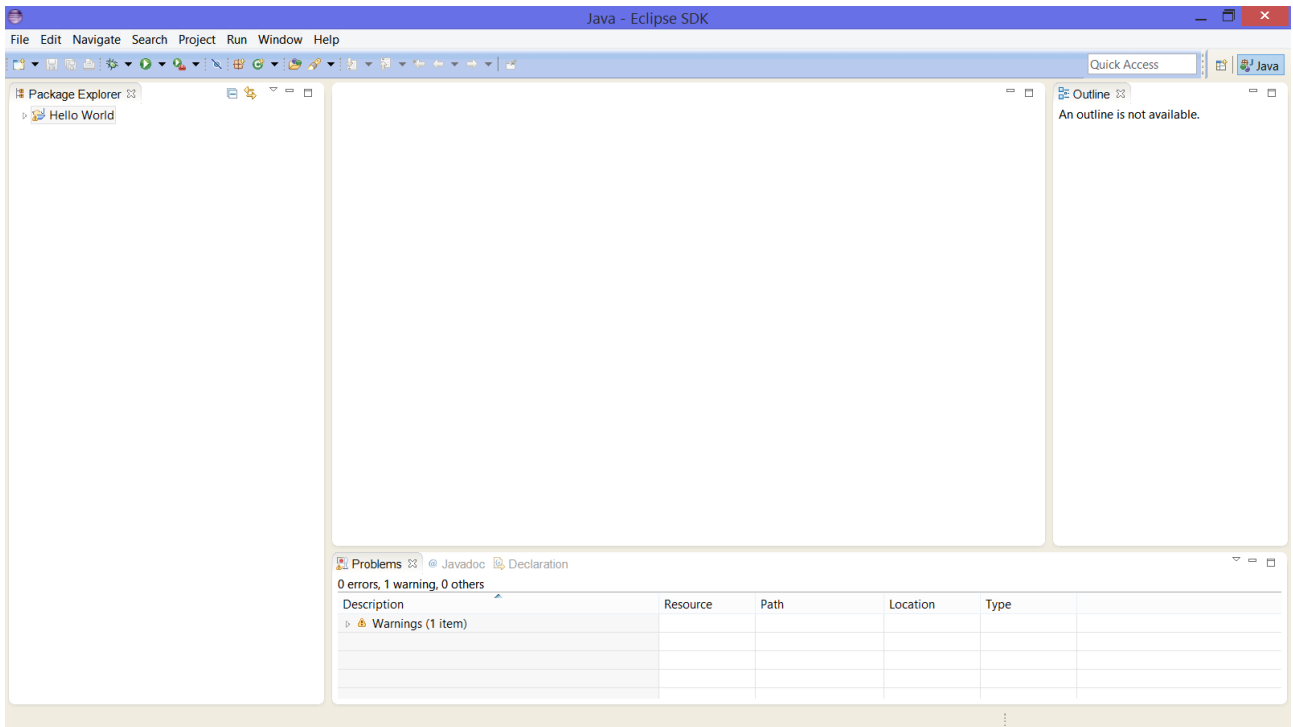 Java - Eclipse SDK
File Edit Navigate Search Project Run Window Help
Quick Access
Java
Package Explorer
Hello World
Outline
An outline is not available.
Problems @ Javadoc Declaration
0 errors, 1 warning, 0 others
Description Resource Path Location Type
Warnings (1 item)